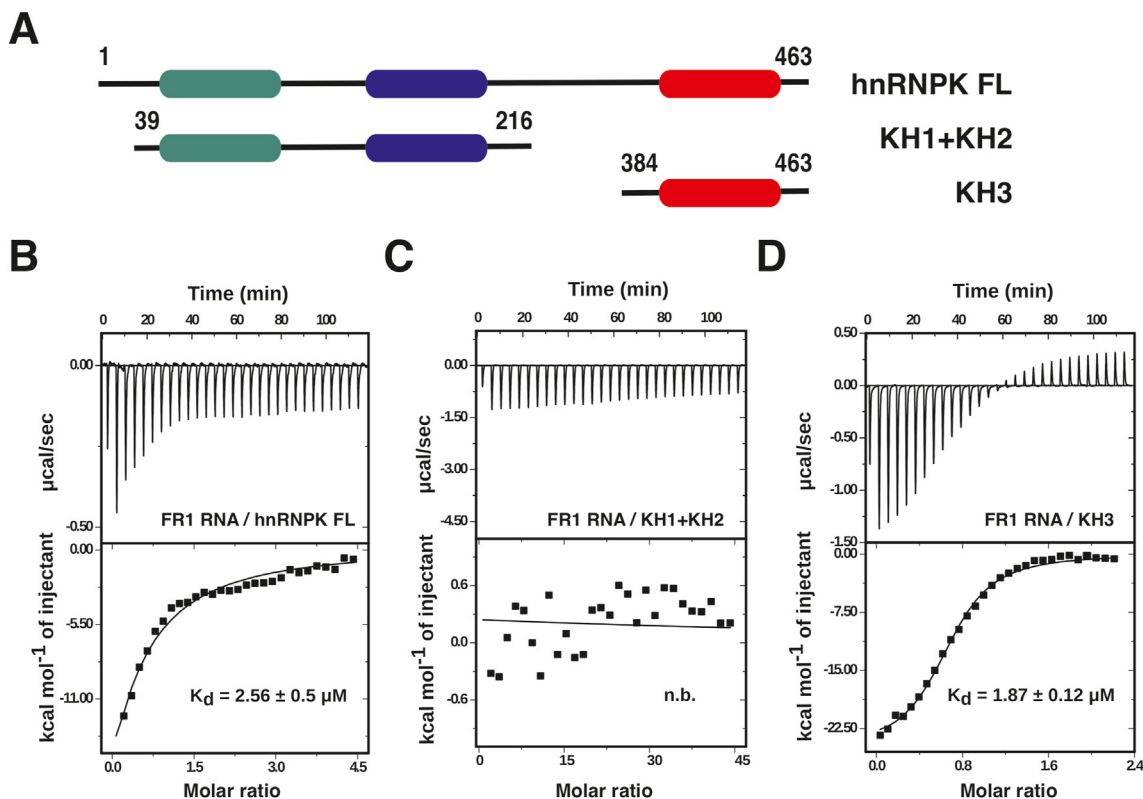 A
1
463
hnRNPK FL
39
216
KH1+KH2
384
463
KH3
B
C
D
Time (min)
0 20 40 60 80 100
0.00
-0.50
µcal/sec
FR1 RNA / hnRNPK FL
0.00
-5.50
-11.00
kcal mol-1 of injectant
Kd = 2.56 ± 0.5 µM
0.0 1.5 3.0 4.5
Molar ratio
Time (min)
0 20 40 60 80 100
0.00
-1.50
-3.00
-4.50
µcal/sec
FR1 RNA / KH1+KH2
0.6
0.0
-0.6
kcal mol-1 of injectant
n.b.
0 15 30 45
Molar ratio
Time (min)
0 20 40 60 80 100
0.50
0.00
-0.50
-1.00
-1.50
µcal/sec
FR1 RNA / KH3
0.00
-7.50
-15.00
-22.50
kcal mol-1 of injectant
Kd = 1.87 ± 0.12 µM
0.0 0.8 1.6 2.4
Molar ratio